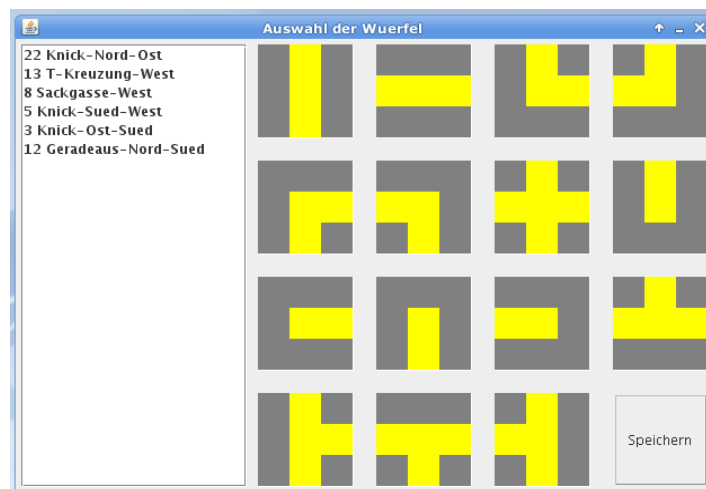 Auswahl der Wuerfel
22 Knick-Nord-Ost
13 T-Kreuzung-West
8 Sackgasse-West
5 Knick-Sued-West
3 Knick-Ost-Sued
12 Geradeaus-Nord-Sued
Speichern